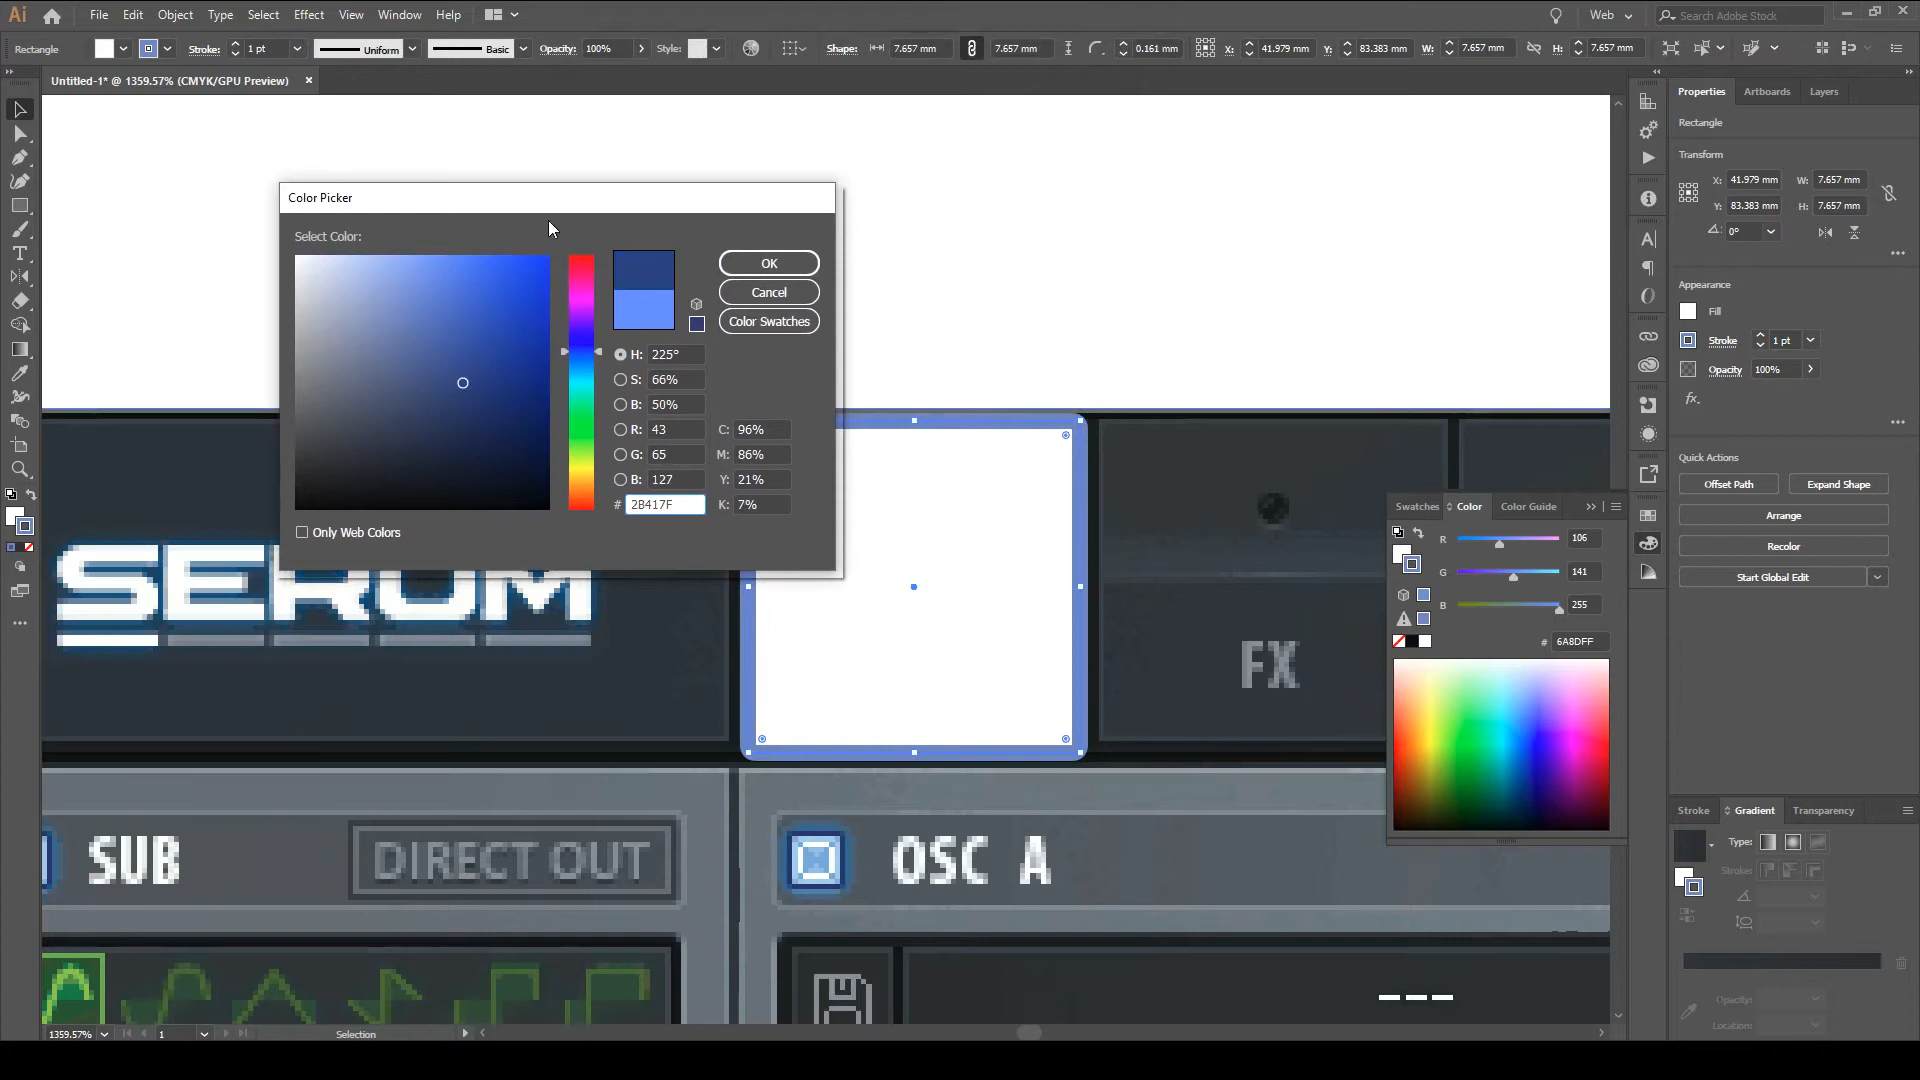 Ai File Edit Object Type Select Effect View Window Help Web Search Adobe Stock
Rectangle Stroke: 1 pt Uniform Basic Opacity: 100% Style: Shape: 7.657 mm 7.657 mm 0.161 mm X: 41.979 mm Y: 83.383 mm W: 7.657 mm H: 7.657 mm
Untitled-1* @ 1359.57% (CMYK/GPU Preview) ×
Properties Artboards Layers
Rectangle
Transform
X: 41.979 mm W: 7.657 mm
Y: 83.383 mm H: 7.657 mm
0°
Appearance
Fill
Stroke 1 pt
Opacity 100%
fx.
Quick Actions
Offset Path Expand Shape
Arrange
Recolor
Start Global Edit
Color Picker
Select Color:
OK
Cancel
Color Swatches
H: 225°
S: 66%
B: 50%
R: 43 C: 96%
G: 65 M: 86%
B: 127 Y: 21%
# 2B417F K: 7%
Only Web Colors
Swatches Color Color Guide
R 106
G 141
B 255
# 6A8DFF
SERUM
FX
SUB DIRECT OUT OSC A
Stroke Gradient Transparency
Type:
Strokes:
Opacity:
Location:
1359.57% 1 Selection